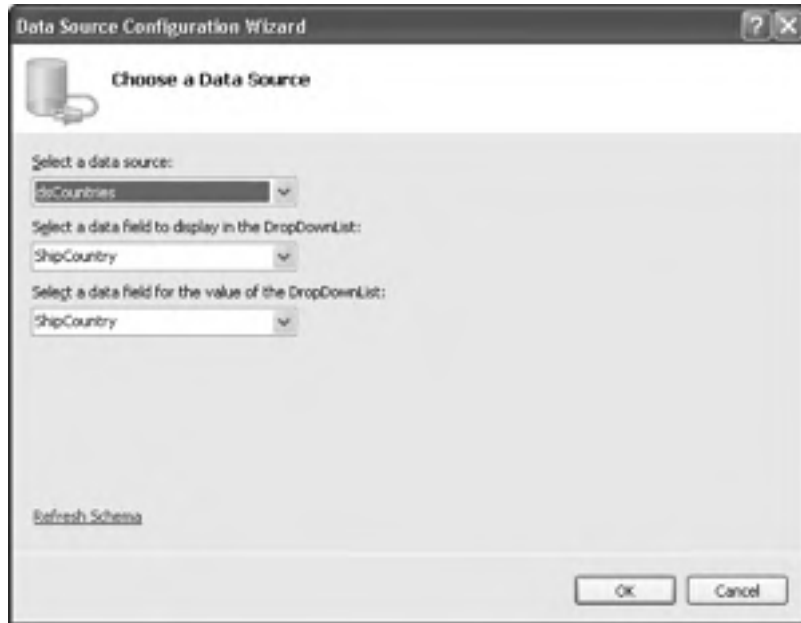 Data Source Configuration Wizard
Choose a Data Source
Select a data source:
dsCountries
Select a data field to display in the DropDownList:
ShipCountry
Select a data field for the value of the DropDownList:
ShipCountry
Refresh Schema
OK
Cancel